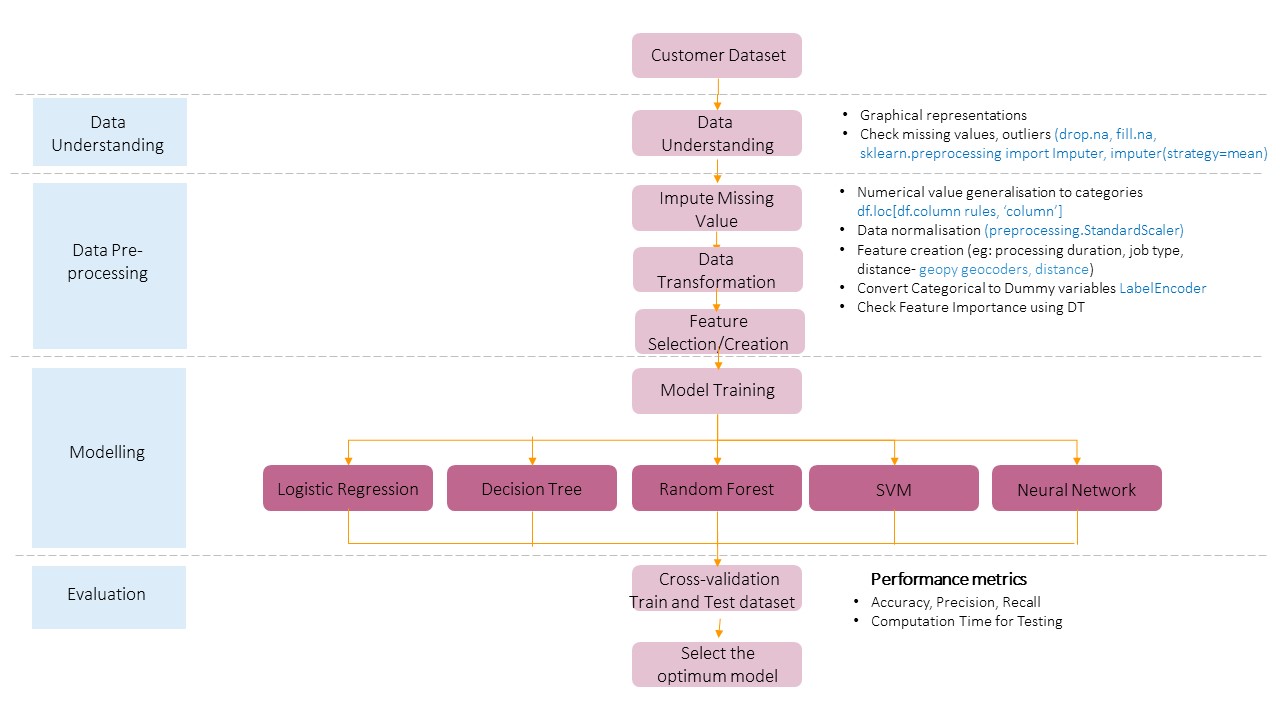 Customer Dataset
Data
Understanding
Data
Understanding
• Graphical representations
• Check missing values, outliers (drop.na, fill.na,
sklearn.preprocessing import Imputer, imputer(strategy=mean)
Data Pre-
processing
Impute Missing
Value
Data
Transformation
Feature
Selection/Creation
• Numerical value generalisation to categories
df.loc[df.column rules, ‘column’]
• Data normalisation (preprocessing.StandardScaler)
• Feature creation (eg: processing duration, job type,
distance- geopy geocoders, distance)
• Convert Categorical to Dummy variables LabelEncoder
• Check Feature Importance using DT
Modelling
Model Training
Logistic Regression
Decision Tree
Random Forest
SVM
Neural Network
Evaluation
Cross-validation
Train and Test dataset
Select the
optimum model
Performance metrics
• Accuracy, Precision, Recall
• Computation Time for Testing